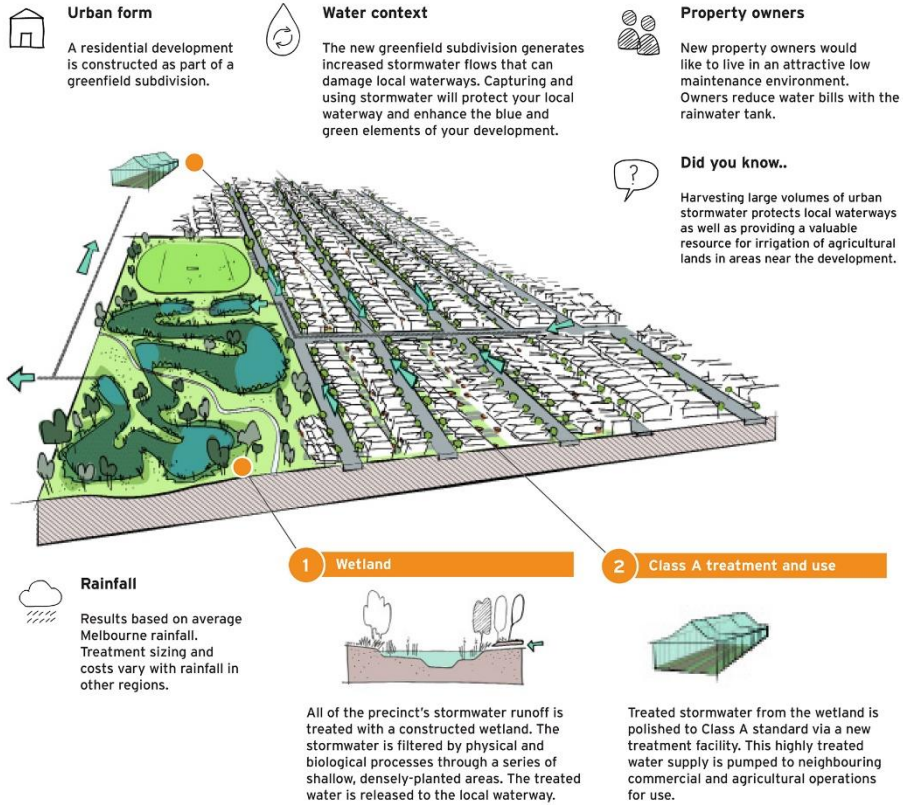 Urban form
A residential development
is constructed as part of a
greenfield subdivision.
Water context
The new greenfield subdivision generates
increased stormwater flows that can
damage local waterways. Capturing and
using stormwater will protect your local
waterway and enhance the blue and
green elements of your development.
Property owners
New property owners would
like to live in an attractive low
maintenance environment.
Owners reduce water bills with the
rainwater tank.
?
Did you know..
Harvesting large volumes of urban
stormwater protects local waterways
as well as providing a valuable
resource for irrigation of agricultural
lands in areas near the development.
Rainfall
Results based on average
Melbourne rainfall.
Treatment sizing and
costs vary with rainfall in
other regions.
1 Wetland
All of the precinct's stormwater runoff is
treated with a constructed wetland. The
stormwater is filtered by physical and
biological processes through a series of
shallow, densely-planted areas. The treated
water is released to the local waterway.
2 Class A treatment and use
Treated stormwater from the wetland is
polished to Class A standard via a new
treatment facility. This highly treated
water supply is pumped to neighbouring
commercial and agricultural operations
for use.